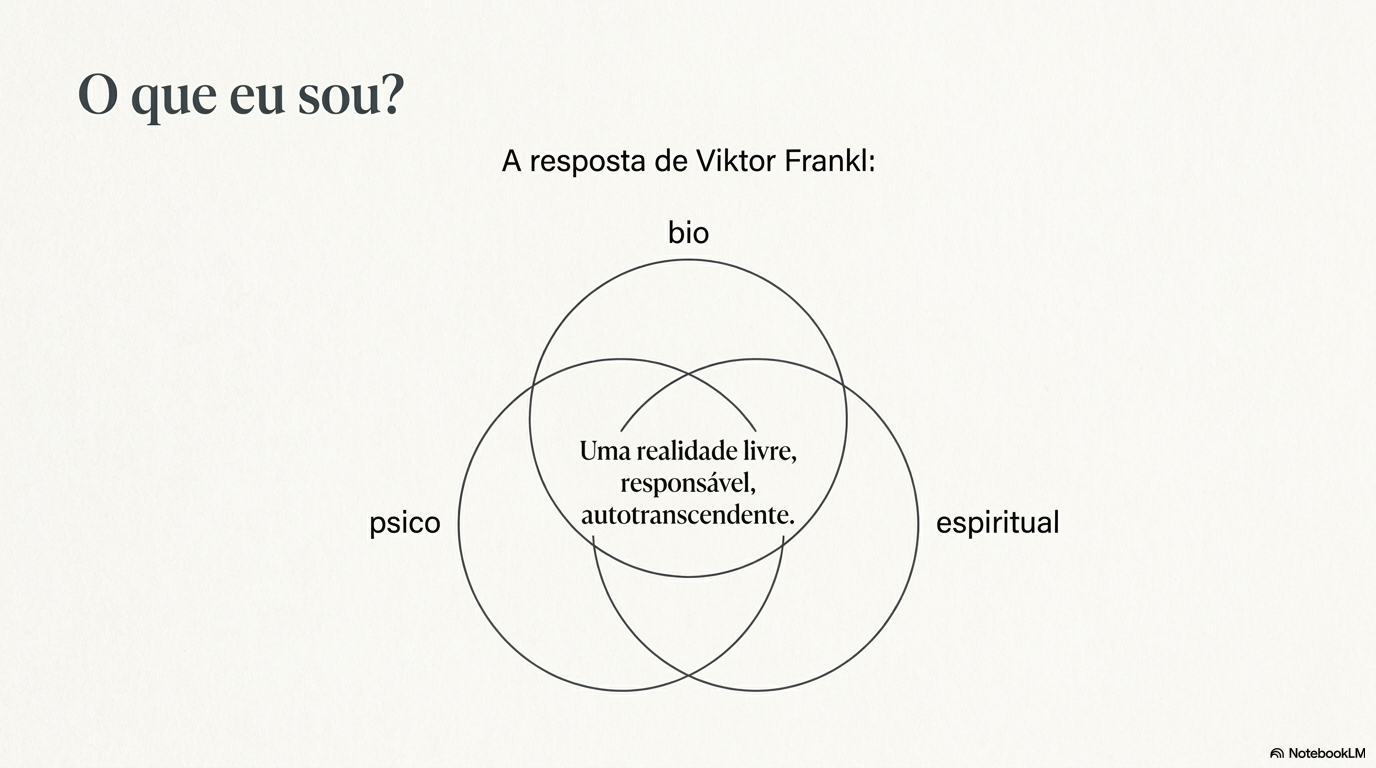 O que eu sou?
A resposta de Viktor Frankl:
bio
Uma realidade livre,
responsável,
autotranscendente.
psico
espiritual
NotebookLM